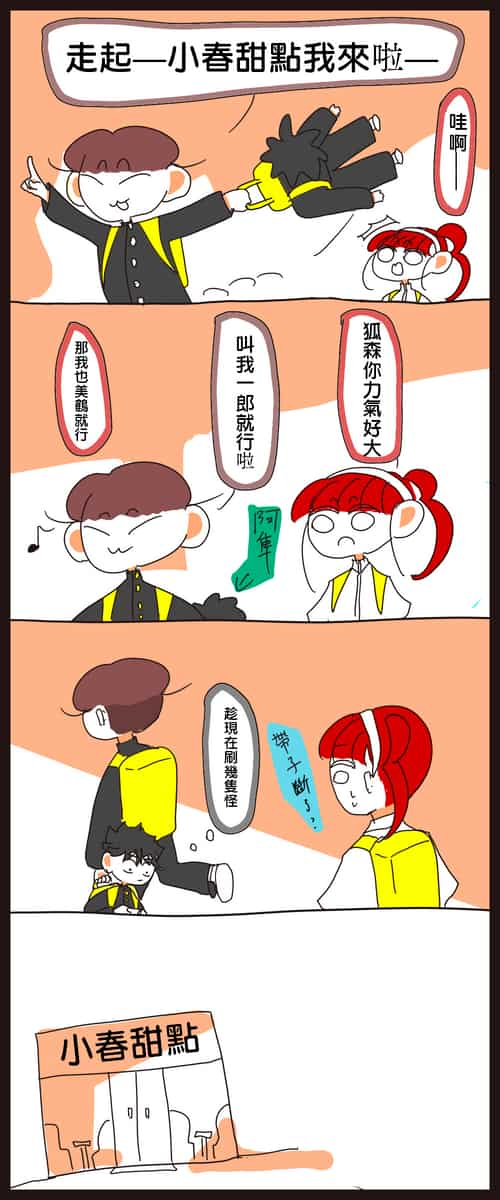 走起—小春甜點我來啦—
哇啊——
狐森你力氣好大
叫我一郎就行啦
那我也美鶴就行
阿隼
趁現在刷幾隻怪
帶子斷了?
小春甜點